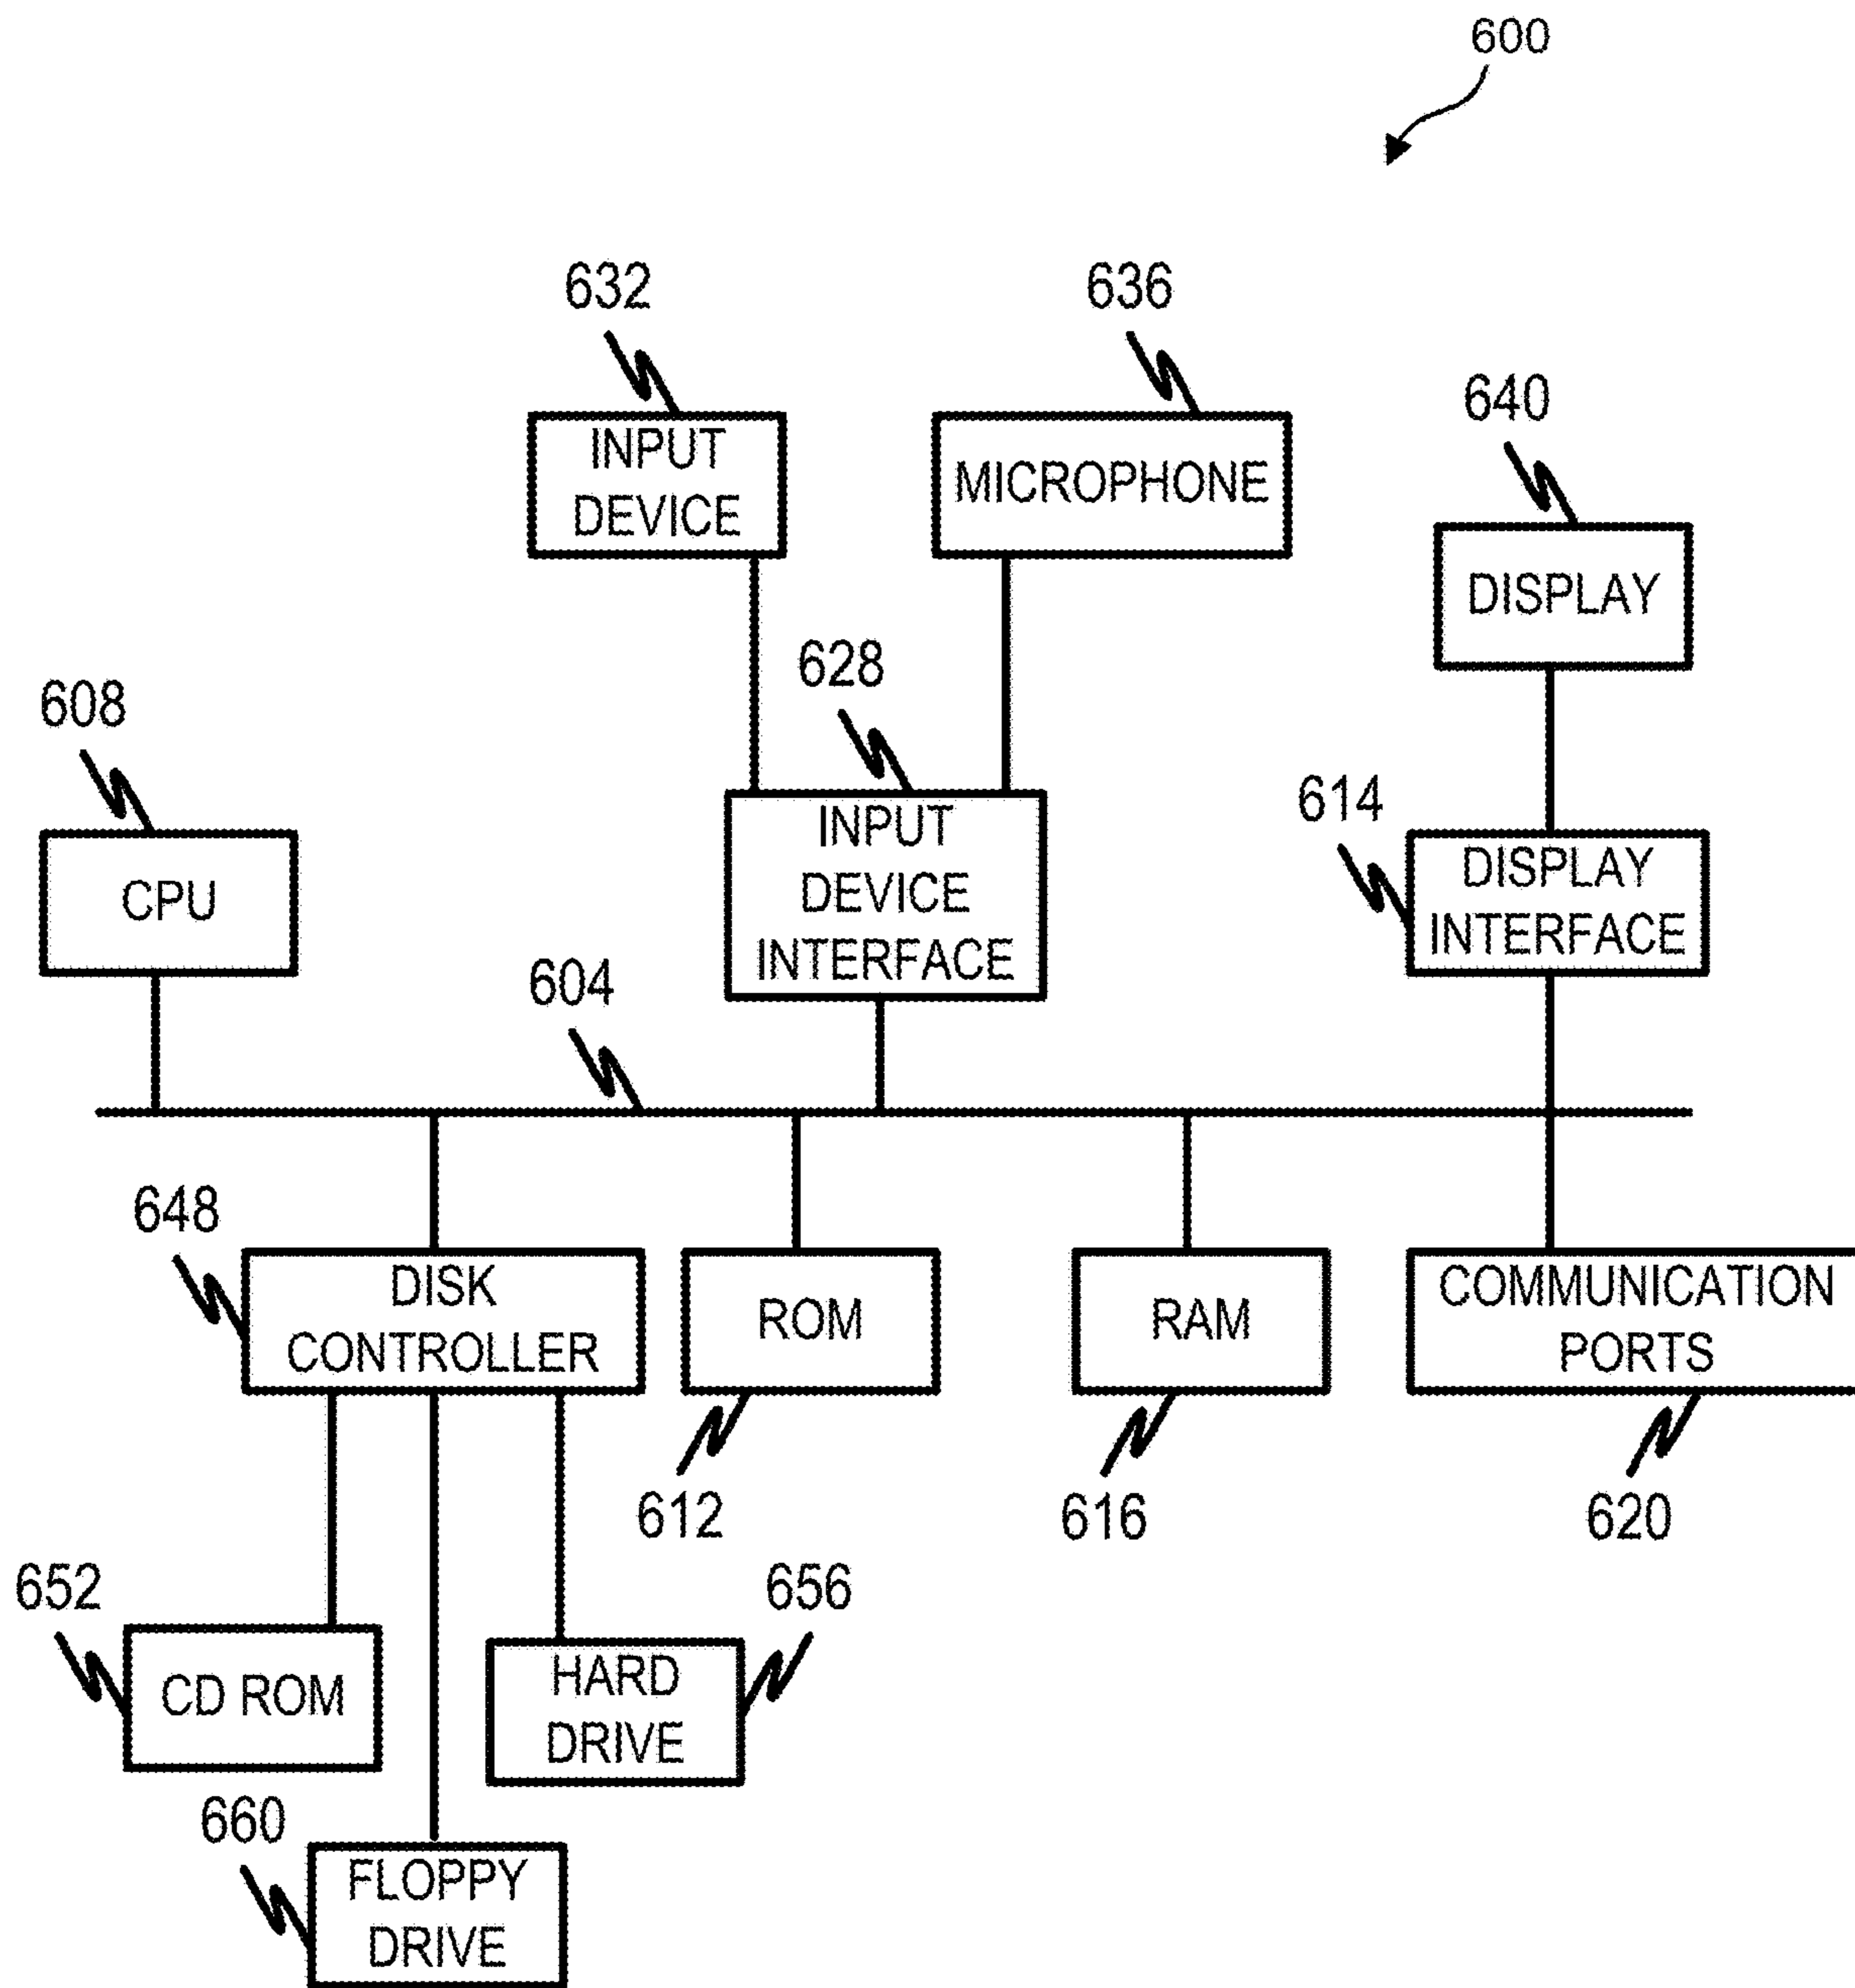 600
632
636
640
INPUT
DEVICE
MICROPHONE
DISPLAY
628
608
614
INPUT
DEVICE
INTERFACE
DISPLAY
INTERFACE
CPU
604
648
DISK
CONTROLLER
ROM
RAM
COMMUNICATION
PORTS
612
616
620
652
656
CD ROM
HARD
DRIVE
660
FLOPPY
DRIVE